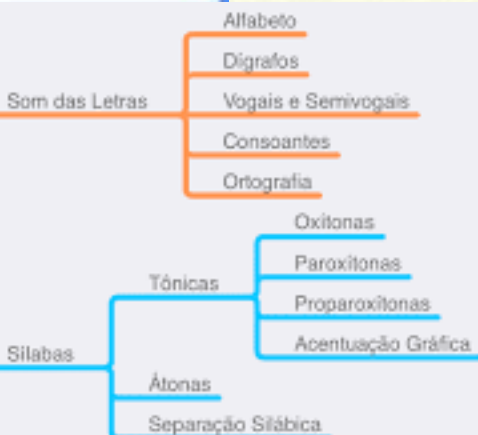 Alfabeto
Dígrafos
Som das Letras
Vogais e Semivogais
Consoantes
Ortografia
Oxítonas
Paroxítonas
Tônicas
Proparoxítonas
Acentuação Gráfica
Sílabas
Átonas
Separação Silábica